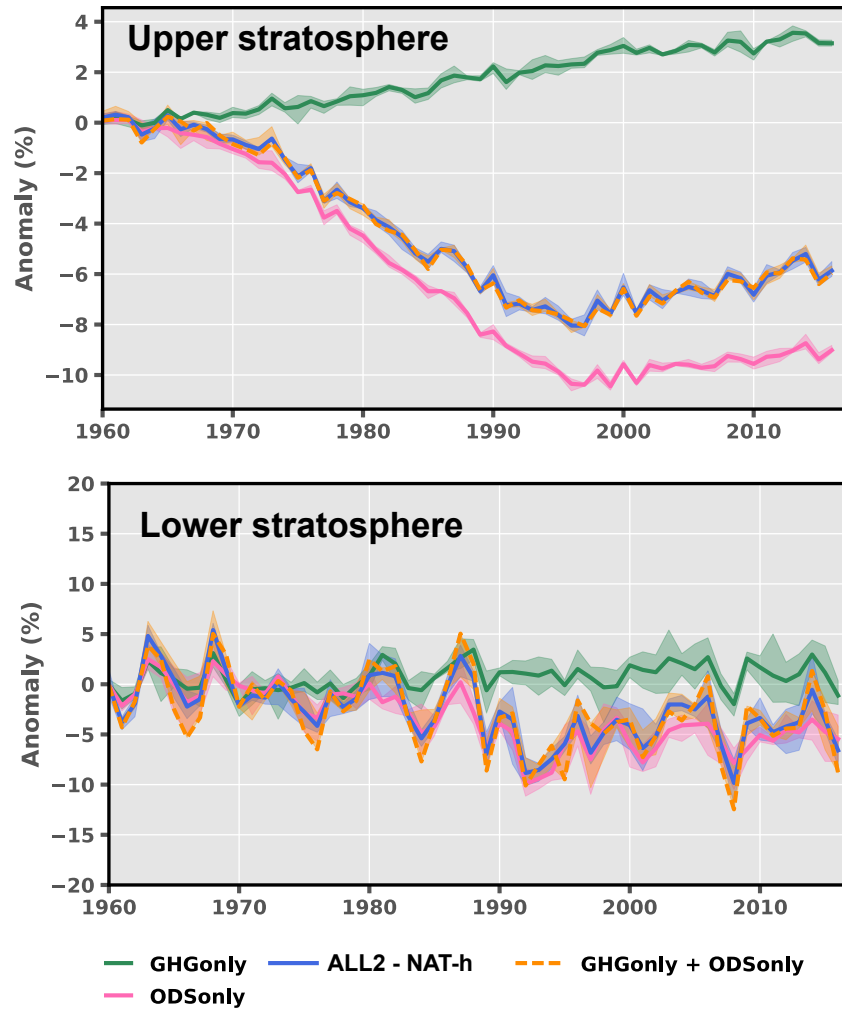 Upper stratosphere
Anomaly (%)
4
2
0
−2
−4
−6
−8
−10
1960 1970 1980 1990 2000 2010
Lower stratosphere
Anomaly (%)
20
15
10
5
0
−5
−10
−15
−20
1960 1970 1980 1990 2000 2010
GHGonly ALL2 - NAT-h GHGonly + ODSonly
ODSonly